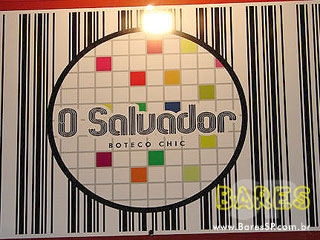 O Salvador
BOTECO CHIC
BARES
www.BaresSP.com.br